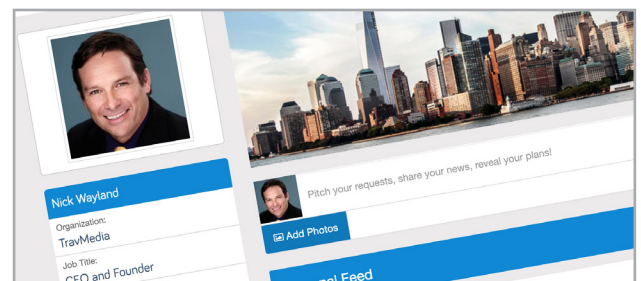 Nick Wayland
Organization:
TravMedia
Job Title:
CEO and Founder
Pitch your requests, share your news, reveal your plans!
Add Photos
Feed